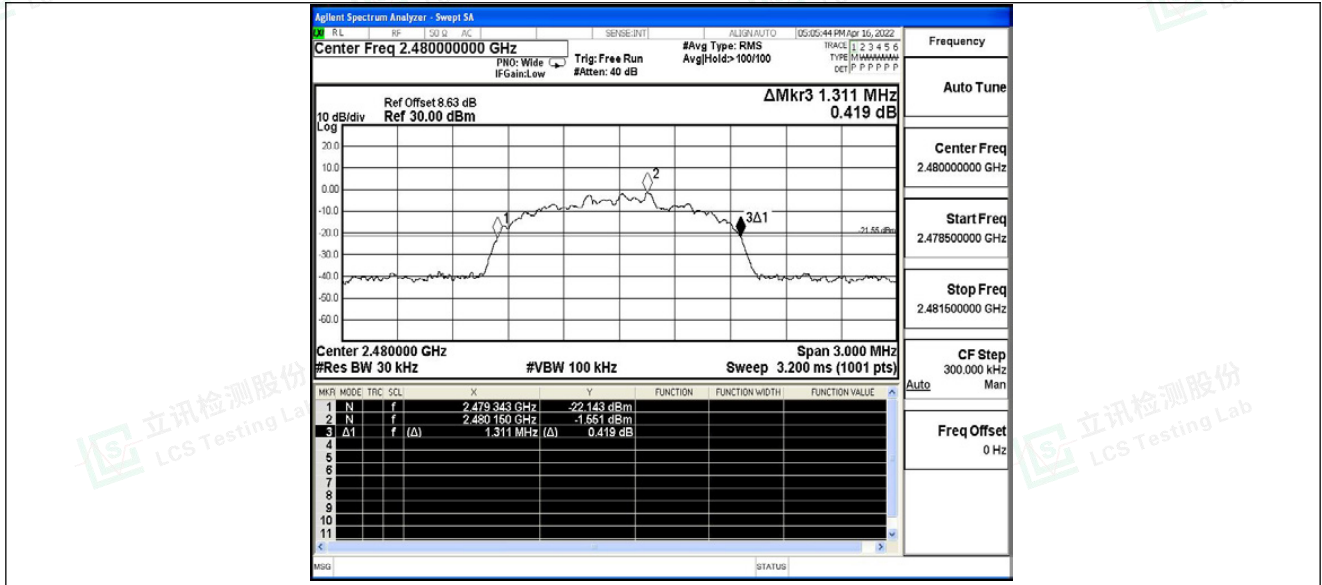 Agilent Spectrum Analyzer - Swept SA
RL RF 50 Ω AC SENSE:INT ALIGN AUTO 05:05:44 PM Apr 16, 2022
Center Freq 2.480000000 GHz
PNO: Wide
IFGain:Low
Trig: Free Run
#Atten: 40 dB
#Avg Type: RMS
Avg|Hold:>100/100
TRACE 1 2 3 4 5 6
TYPE M W W W W W
DET P P P P P P
Ref Offset 8.63 dB
Ref 30.00 dBm
10 dB/div
Log
ΔMkr3 1.311 MHz
0.419 dB
20.0
10.0
0.00
-10.0
-20.0
-30.0
-40.0
-50.0
-60.0
1
2
3Δ1
-21.55 dBm
Center 2.480000 GHz
#Res BW 30 kHz
#VBW 100 kHz
Span 3.000 MHz
Sweep 3.200 ms (1001 pts)
MKR MODE TRC SCL X Y FUNCTION FUNCTION WIDTH FUNCTION VALUE
1 N f 2.479 343 GHz -22.143 dBm
2 N f 2.480 150 GHz -1.551 dBm
3 Δ1 f (Δ) 1.311 MHz (Δ) 0.419 dB
4
5
6
7
8
9
10
11
MSG STATUS
Frequency
Auto Tune
Center Freq
2.480000000 GHz
Start Freq
2.478500000 GHz
Stop Freq
2.481500000 GHz
CF Step
300.000 kHz
Auto Man
Freq Offset
0 Hz
立讯检测股份
LCS Testing Lab
立讯检测股份
LCS Testing Lab